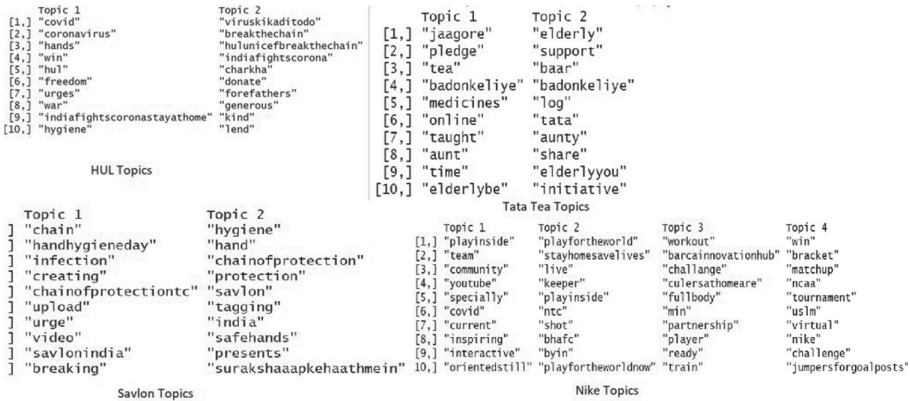 Topic 1 Topic 2
[1,] "covid" "viruskikaditodo"
[2,] "coronavirus" "breakthechain"
[3,] "hands" "hulunicefbreakthechain"
[4,] "win" "indiafightscorona"
[5,] "hul" "charkha"
[6,] "freedom" "donate"
[7,] "urges" "forefathers"
[8,] "war" "generous"
[9,] "indiafightscoronastayathome" "kind"
[10,] "hygiene" "lend"
HUL Topics
Topic 1 Topic 2
[1,] "jaagore" "elderly"
[2,] "pledge" "support"
[3,] "tea" "baar"
[4,] "badonkeliye" "badonkeliye"
[5,] "medicines" "log"
[6,] "online" "tata"
[7,] "taught" "aunty"
[8,] "aunt" "share"
[9,] "time" "elderlyyou"
[10,] "elderlybe" "initiative"
Tata Tea Topics
Topic 1 Topic 2
] "chain" "hygiene"
] "handhygieneday" "hand"
] "infection" "chainofprotection"
] "creating" "protection"
] "chainofprotectiontc" "savlon"
] "upload" "tagging"
] "urge" "india"
] "video" "safehands"
] "savlonindia" "presents"
] "breaking" "surakshaaapkehaathmein"
Savlon Topics
Topic 1 Topic 2 Topic 3 Topic 4
[1,] "playinside" "playfortheworld" "workout" "win"
[2,] "team" "stayhomesavelives" "barcainnovationhub" "bracket"
[3,] "community" "live" "challange" "matchup"
[4,] "youtube" "keeper" "culersathomeare" "ncaa"
[5,] "specially" "playinside" "fullbody" "tournament"
[6,] "covid" "ntc" "min" "uslm"
[7,] "current" "shot" "partnership" "virtual"
[8,] "inspiring" "bhafc" "player" "nike"
[9,] "interactive" "byin" "ready" "challenge"
10,] "orientedstill" "playfortheworldnow" "train" "jumpersforgoalposts"
Nike Topics